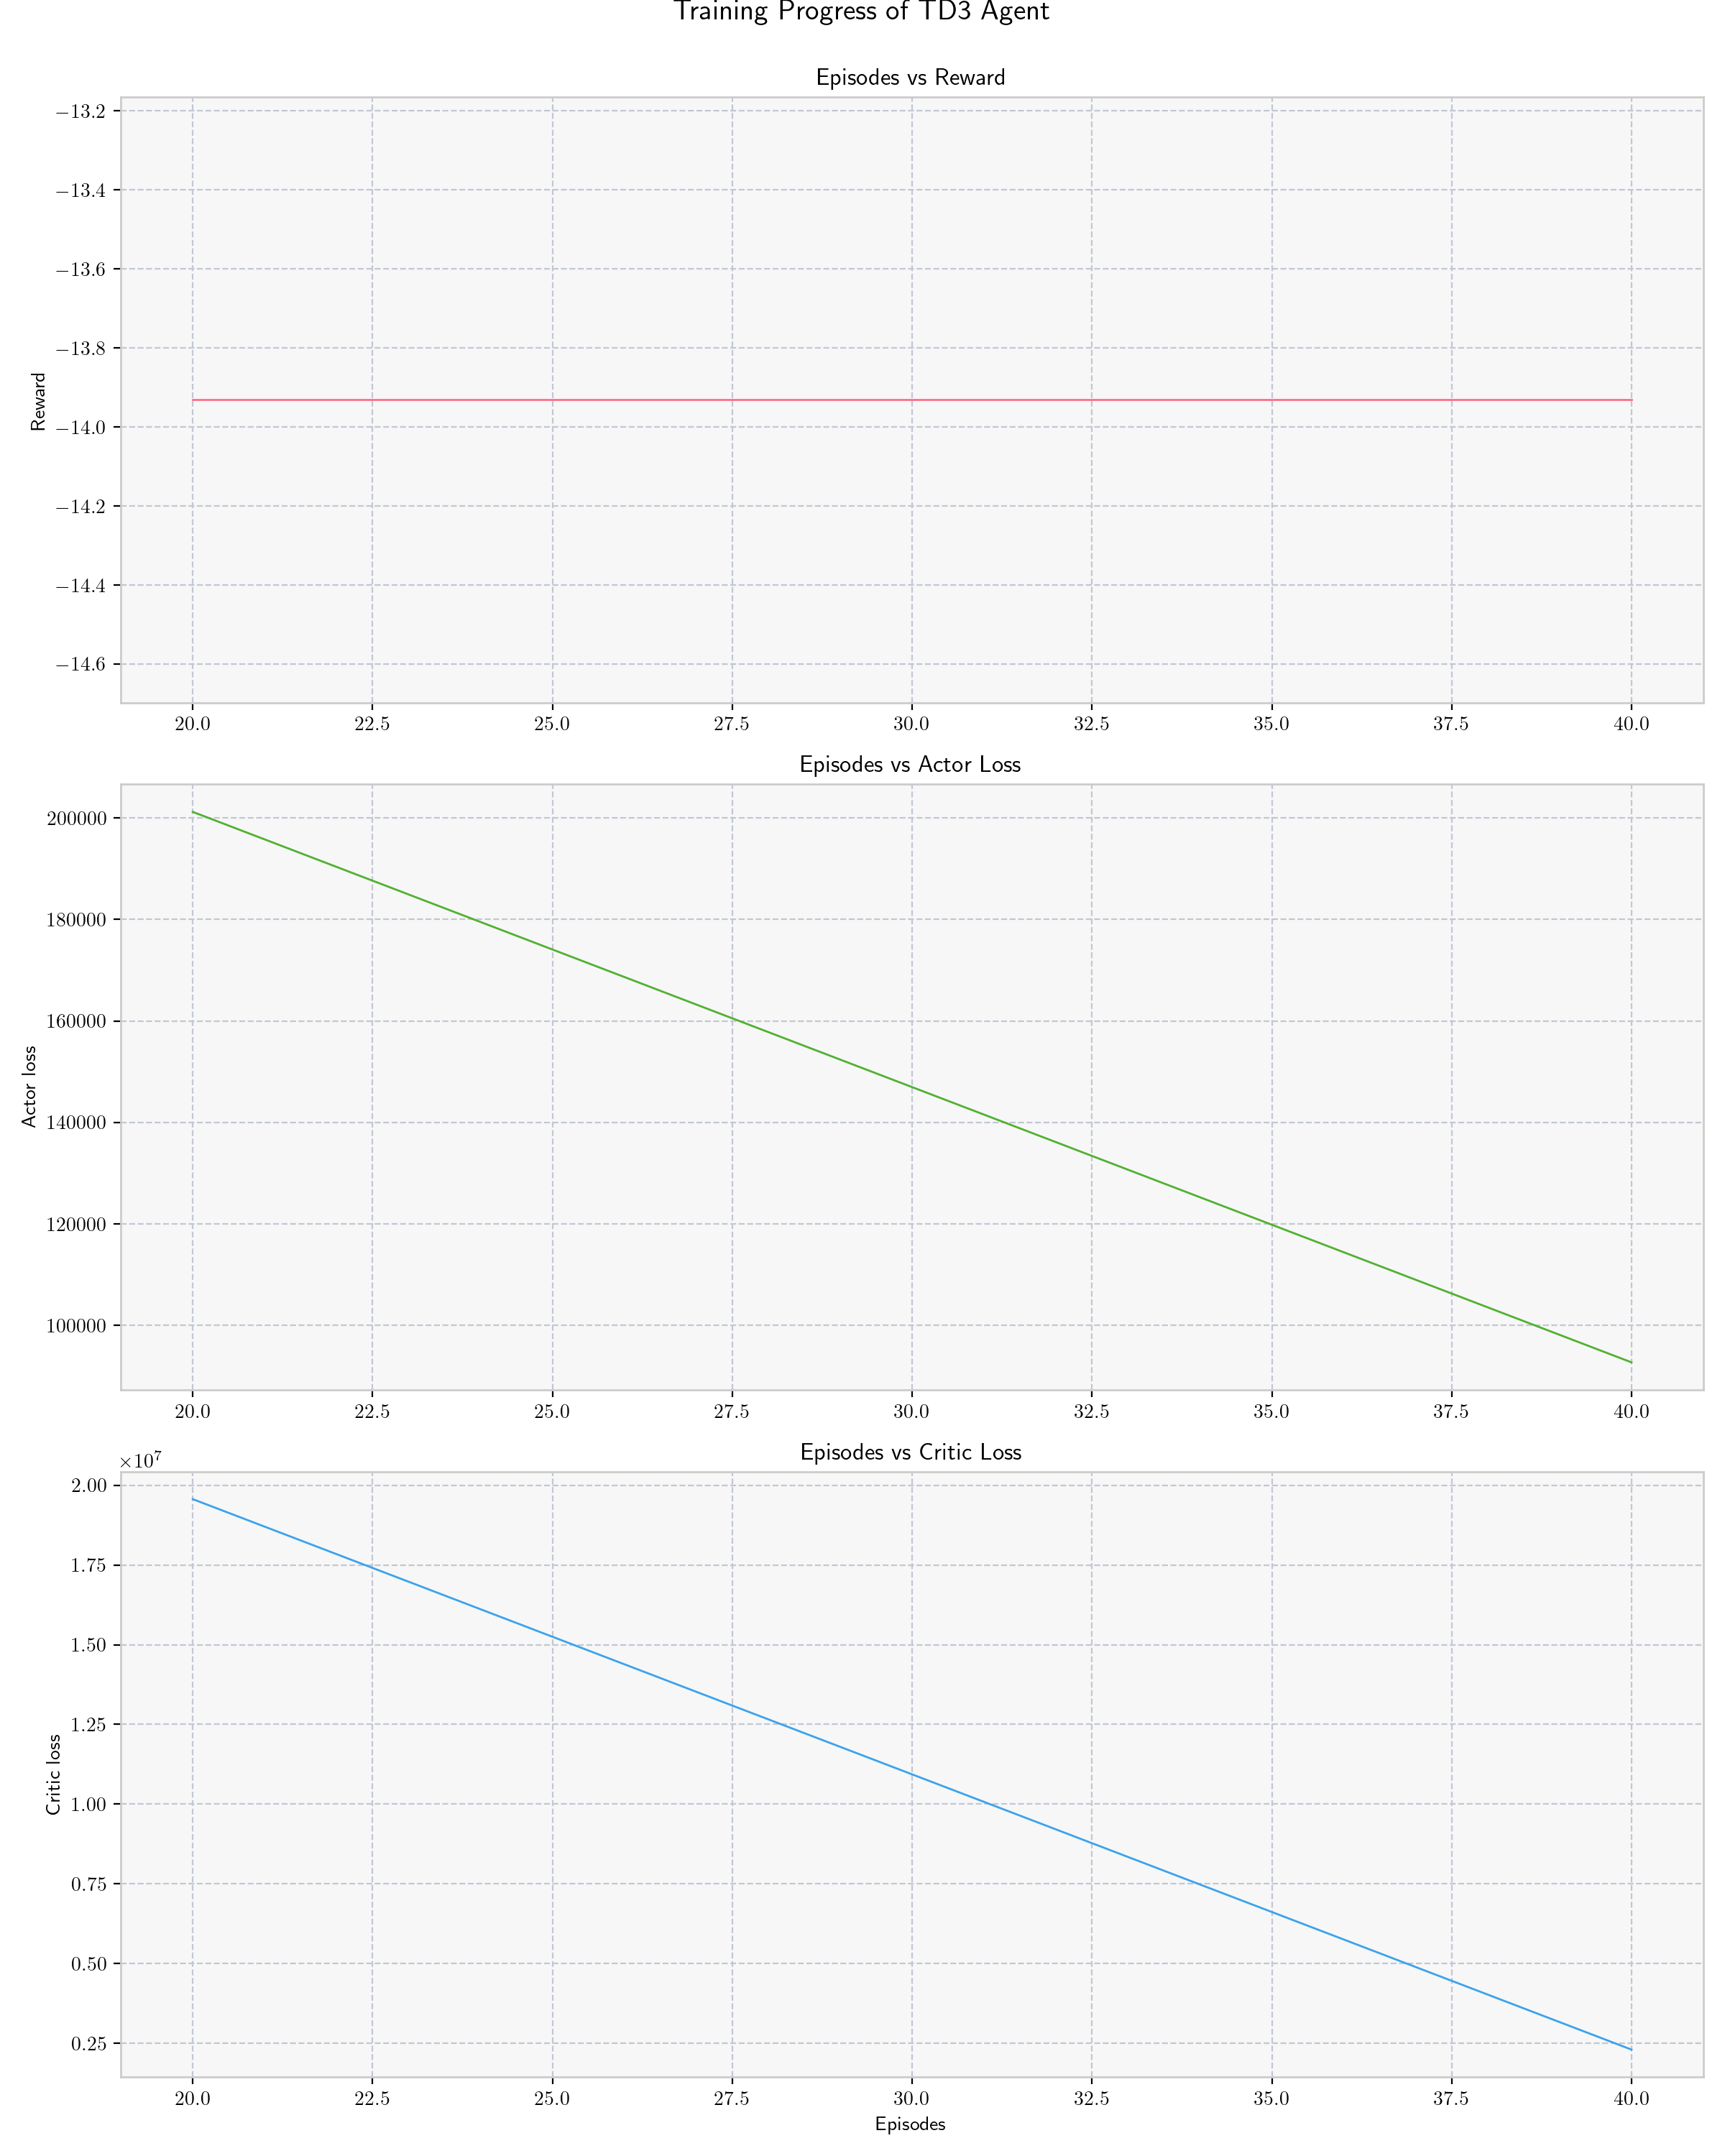 Training Progress of TD3 Agent
Episodes vs Reward
−13.2
−13.4
−13.6
−13.8
−14.0
−14.2
−14.4
−14.6
Reward
20.0 22.5 25.0 27.5 30.0 32.5 35.0 37.5 40.0
Episodes vs Actor Loss
200000
180000
160000
140000
120000
100000
Actor loss
20.0 22.5 25.0 27.5 30.0 32.5 35.0 37.5 40.0
Episodes vs Critic Loss
×10⁷
2.00
1.75
1.50
1.25
1.00
0.75
0.50
0.25
Critic loss
20.0 22.5 25.0 27.5 30.0 32.5 35.0 37.5 40.0
Episodes